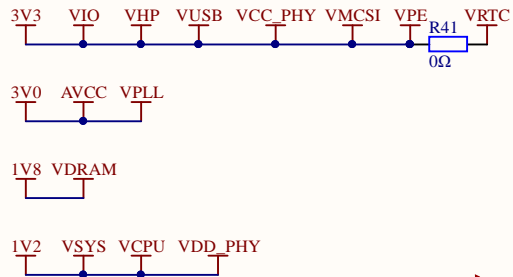 3V3 VIO VHP VUSB VCC_PHY VMCSI VPE VRTC
R41
0Ω
3V0 AVCC VPLL
1V8 VDRAM
1V2 VSYS VCPU VDD_PHY